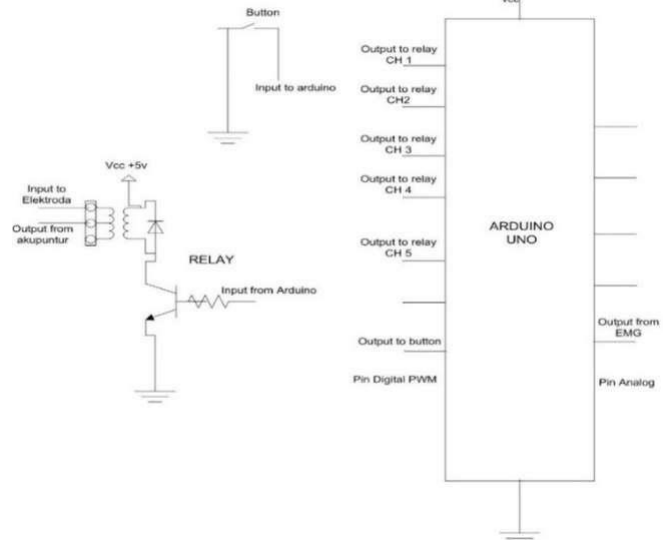 Button
Input to arduino
Vcc +5v
Input to
Elektroda
Output from
akupuntur
RELAY
Input from Arduino
Vcc
Output to relay
CH 1
Output to relay
CH2
Output to relay
CH 3
Output to relay
CH 4
Output to relay
CH 5
Output to button
Pin Digital PWM
ARDUINO
UNO
Output from
EMG
Pin Analog